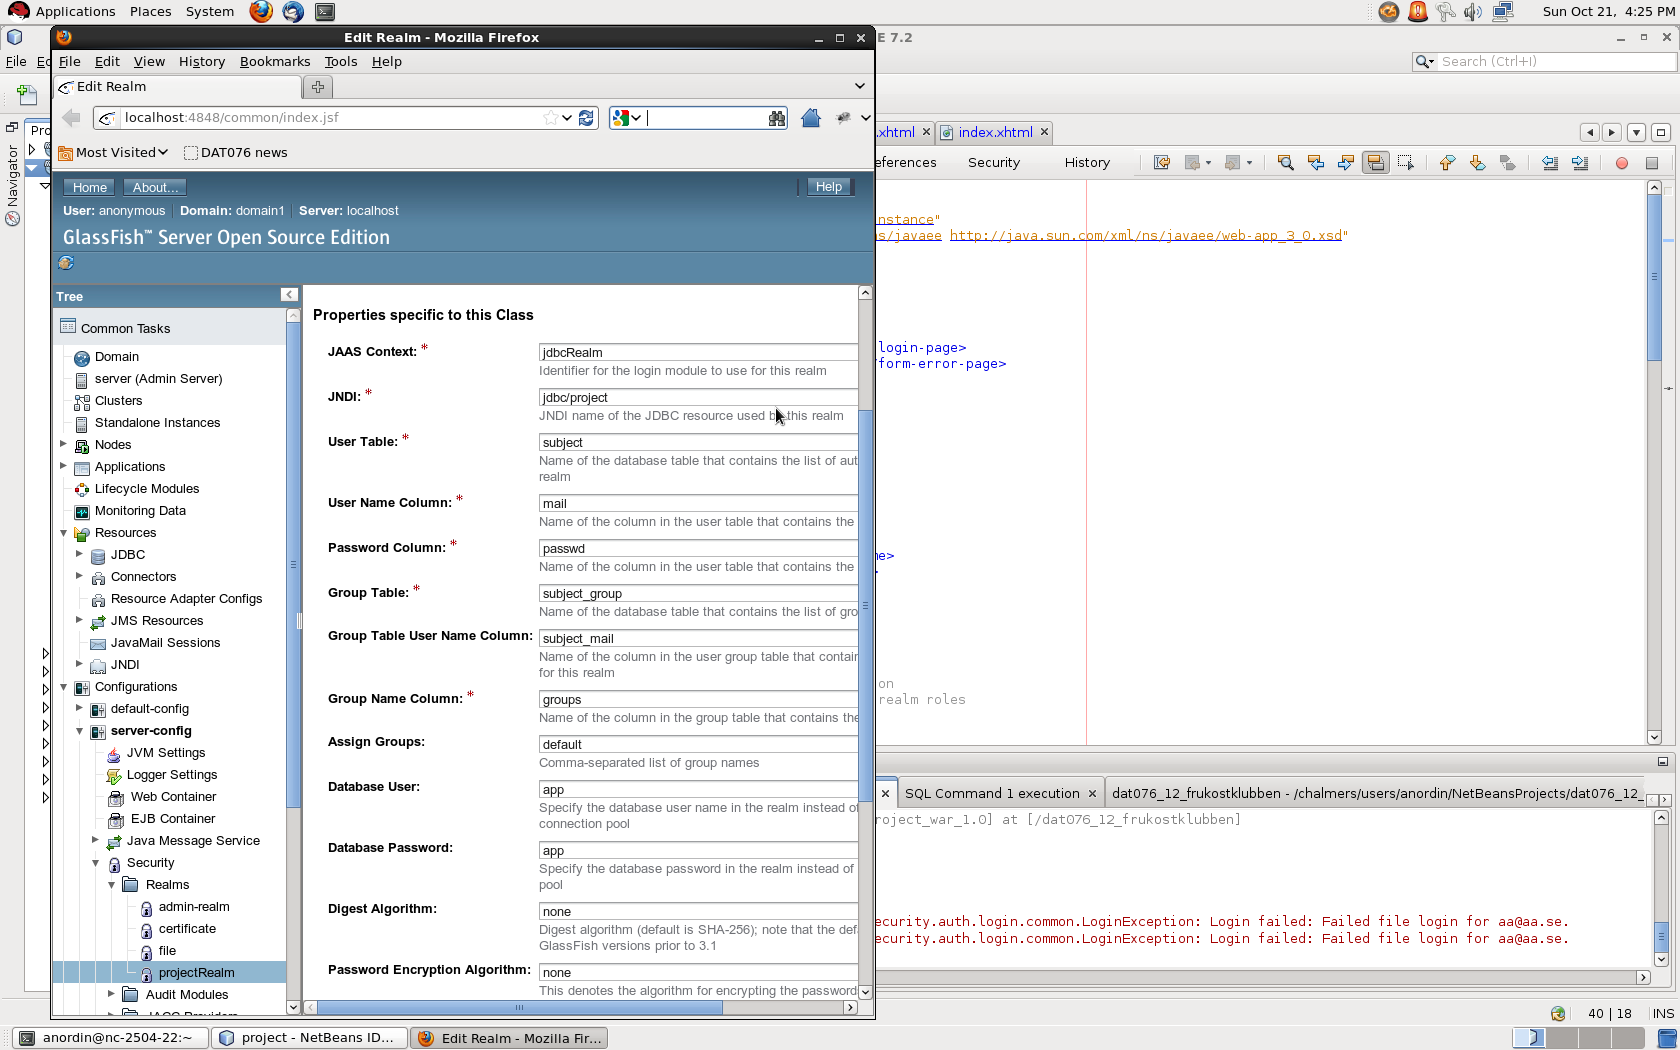 Applications Places System
Sun Oct 21, 4:25 PM
Edit Realm - Mozilla Firefox
E 7.2
File Ec
File Edit View History Bookmarks Tools Help
Search (Ctrl+I)
Edit Realm
localhost:4848/common/index.jsf
Most Visited
DAT076 news
Pro
Navigator
.xhtml
index.xhtml
eferences
Security
History
Home
About...
Help
User: anonymous Domain: domain1 Server: localhost
GlassFish™ Server Open Source Edition
Tree
Common Tasks
Domain
server (Admin Server)
Clusters
Standalone Instances
Nodes
Applications
Lifecycle Modules
Monitoring Data
Resources
JDBC
Connectors
Resource Adapter Configs
JMS Resources
JavaMail Sessions
JNDI
Configurations
default-config
server-config
JVM Settings
Logger Settings
Web Container
EJB Container
Java Message Service
Security
Realms
admin-realm
certificate
file
projectRealm
Audit Modules
Properties specific to this Class
JAAS Context: *
jdbcRealm
Identifier for the login module to use for this realm
JNDI: *
jdbc/project
JNDI name of the JDBC resource used by this realm
User Table: *
subject
Name of the database table that contains the list of aut
realm
User Name Column: *
mail
Name of the column in the user table that contains the
Password Column: *
passwd
Name of the column in the user table that contains the
Group Table: *
subject_group
Name of the database table that contains the list of gro
Group Table User Name Column:
subject_mail
Name of the column in the user group table that contair
for this realm
Group Name Column: *
groups
Name of the column in the group table that contains the
Assign Groups:
default
Comma-separated list of group names
Database User:
app
Specify the database user name in the realm instead of
connection pool
Database Password:
app
Specify the database password in the realm instead of
pool
Digest Algorithm:
none
Digest algorithm (default is SHA-256); note that the def
GlassFish versions prior to 3.1
Password Encryption Algorithm:
none
This denotes the algorithm for encrypting the password
nstance"
s/javaee http://java.sun.com/xml/ns/javaee/web-app_3_0.xsd"
login-page>
form-error-page>
e>
on
realm roles
SQL Command 1 execution
dat076_12_frukostklubben - /chalmers/users/anordin/NetBeansProjects/dat076_12_
roject_war_1.0] at [/dat076_12_frukostklubben]
ecurity.auth.login.common.LoginException: Login failed: Failed file login for aa@aa.se.
ecurity.auth.login.common.LoginException: Login failed: Failed file login for aa@aa.se.
40 | 18 INS
anordin@nc-2504-22:~
project - NetBeans ID...
Edit Realm - Mozilla Fir...